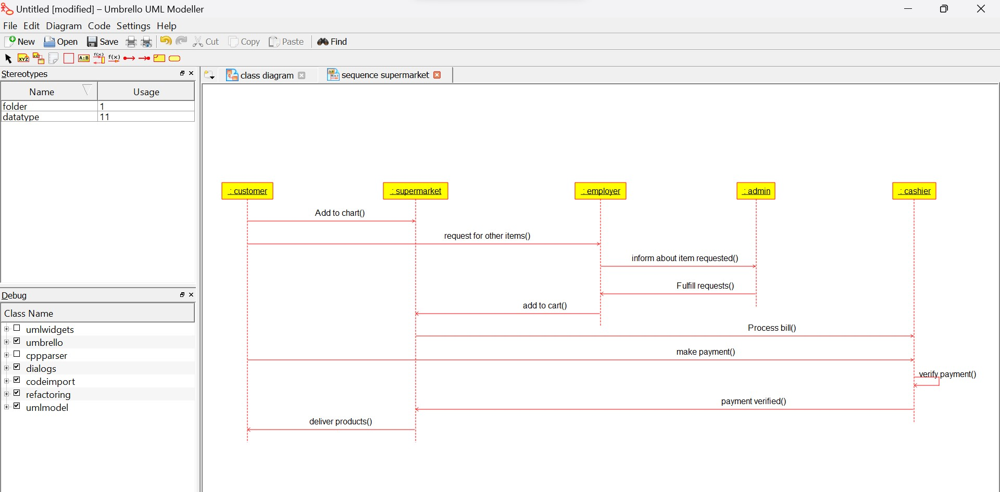 Untitled [modified] – Umbrello UML Modeller
File Edit Diagram Code Settings Help
New Open Save Cut Copy Paste Find
XYZ XYZ A:B f(x) f(x)
Stereotypes
class diagram
sequence supermarket
Name Usage
folder 1
datatype 11
Debug
Class Name
umlwidgets
umbrello
cppparser
dialogs
codeimport
refactoring
umlmodel
: customer
: supermarket
: employer
: admin
: cashier
Add to chart()
request for other items()
inform about item requested()
Fulfill requests()
add to cart()
Process bill()
make payment()
verify payment()
payment verified()
deliver products()